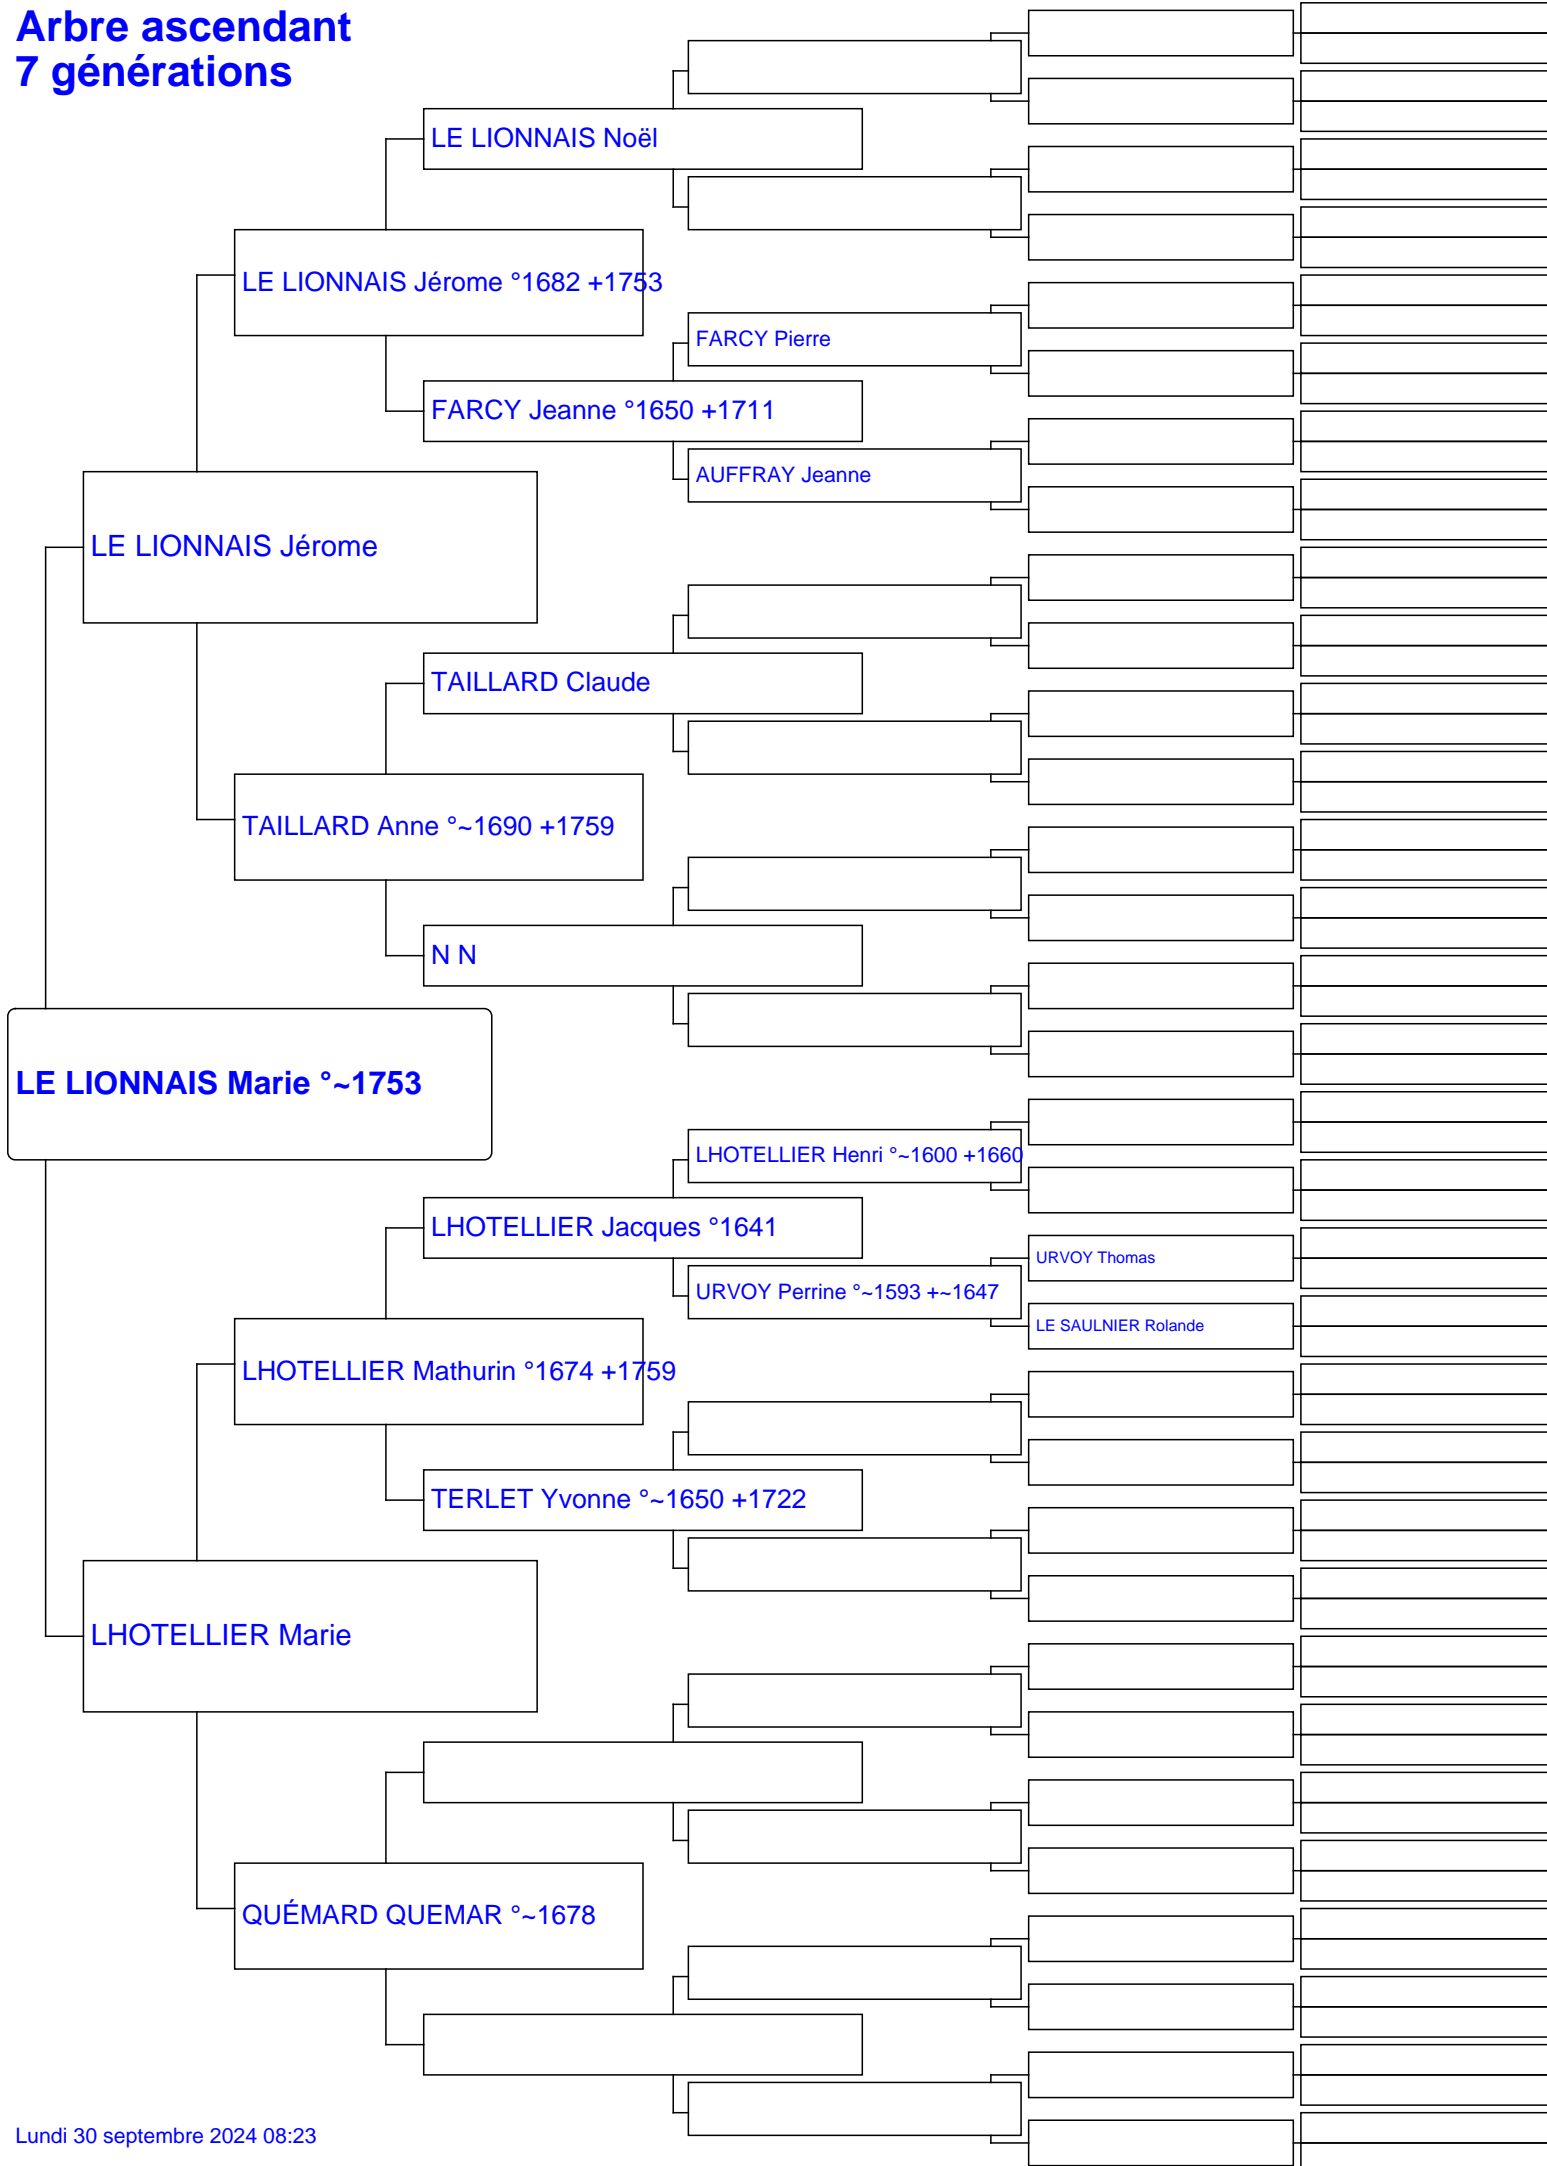 Arbre ascendant
7 générations
LE LIONNAIS Noël
LE LIONNAIS Jérome °1682 +1753
FARCY Pierre
FARCY Jeanne °1650 +1711
AUFFRAY Jeanne
LE LIONNAIS Jérome
TAILLARD Claude
TAILLARD Anne °~1690 +1759
N N
LE LIONNAIS Marie °~1753
LHOTELLIER Henri °~1600 +1660
LHOTELLIER Jacques °1641
URVOY Thomas
URVOY Perrine °~1593 +~1647
LE SAULNIER Rolande
LHOTELLIER Mathurin °1674 +1759
TERLET Yvonne °~1650 +1722
LHOTELLIER Marie
QUÉMARD QUEMAR °~1678
Lundi 30 septembre 2024 08:23